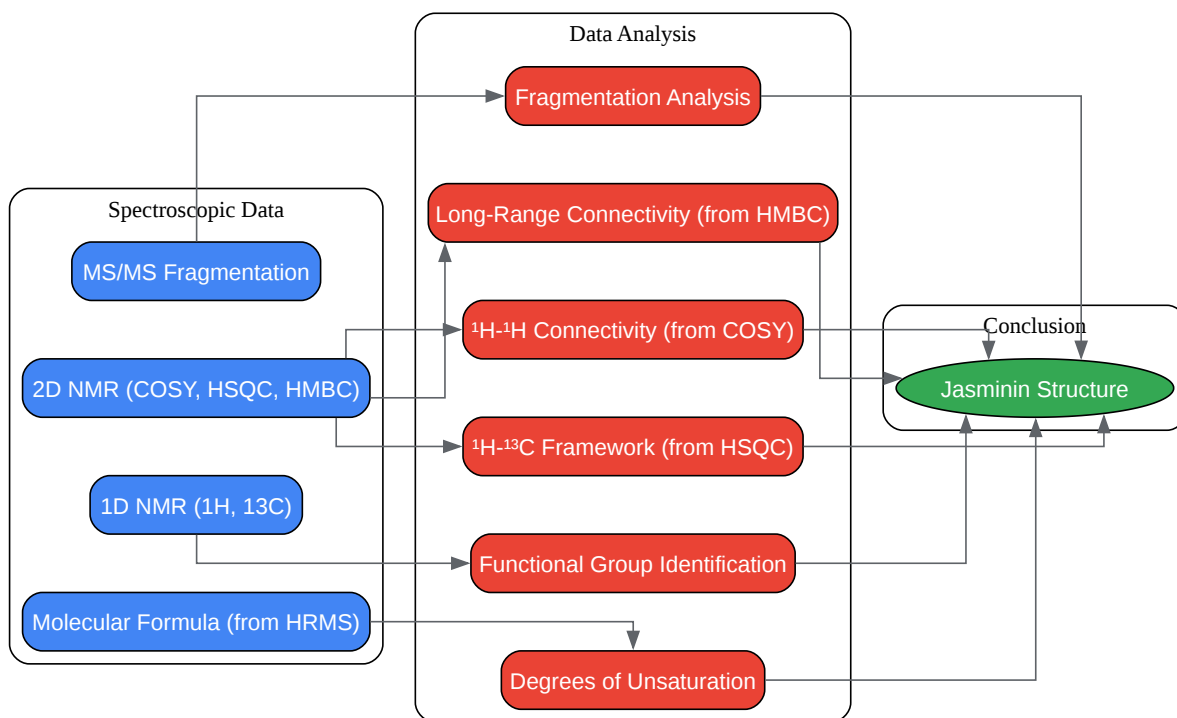 Spectroscopic Data
MS/MS Fragmentation
2D NMR (COSY, HSQC, HMBC)
1D NMR (1H, 13C)
Molecular Formula (from HRMS)
Data Analysis
Fragmentation Analysis
Long-Range Connectivity (from HMBC)
¹H-¹H Connectivity (from COSY)
¹H-¹³C Framework (from HSQC)
Functional Group Identification
Degrees of Unsaturation
Conclusion
Jasminin Structure